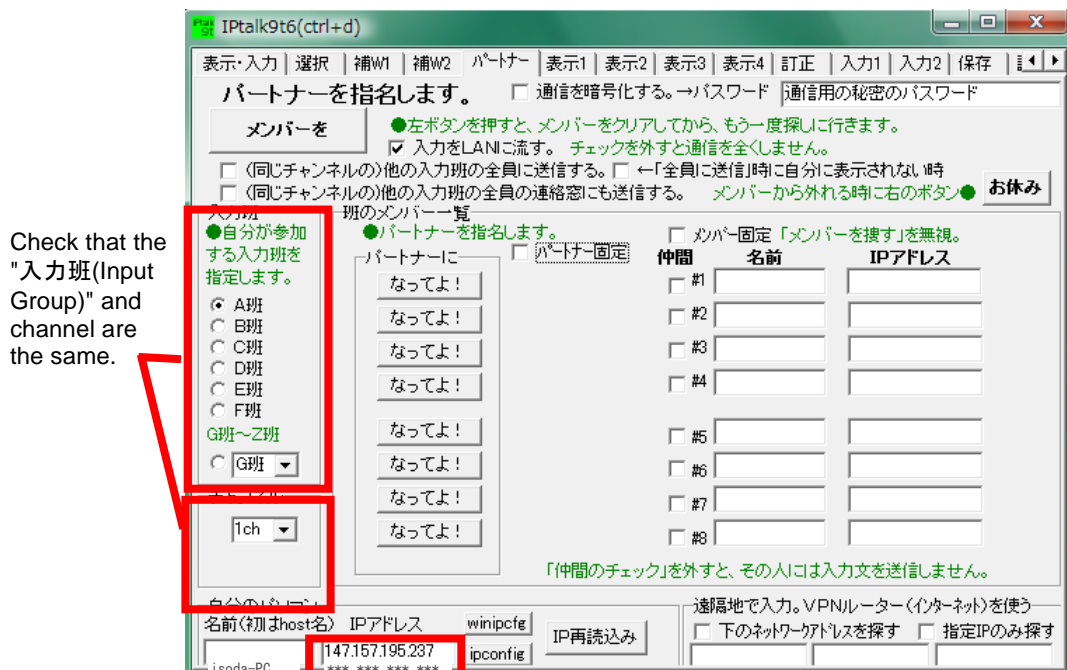 IPtalk9t6(ctrl+d)
表示・入力 選択 補W1 補W2 パートナー 表示1 表示2 表示3 表示4 訂正 入力1 入力2 保存
パートナーを指名します。 通信を暗号化する。→パスワード 通信用の秘密のパスワード
メンバーを ●左ボタンを押すと、メンバーをクリアしてから、もう一度探しに行きます。
入力をLANに流す。 チェックを外すと通信を全くしません。
(同じチャンネルの)他の入力班の全員に送信する。 ←「全員に送信」時に自分に表示されない時
(同じチャンネルの)他の入力班の全員の連絡窓にも送信する。 メンバーから外れる時に右のボタン● お休み
入力班 班のメンバー一覧
Check that the
"入力班(Input
Group)" and
channel are
the same.
●自分が参加
する入力班を
指定します。
A班
B班
C班
D班
E班
F班
G班~Z班
G班
1ch
●パートナーを指名します。
パートナーに パートナー固定
なってよ!
なってよ!
なってよ!
なってよ!
なってよ!
なってよ!
なってよ!
なってよ!
メンバー固定「メンバーを捜す」を無視。
仲間 名前 IPアドレス
#1
#2
#3
#4
#5
#6
#7
#8
「仲間のチェック」を外すと、その人には入力文を送信しません。
自分のパソコン
名前(初はhost名) IPアドレス winipcfg
147.157.195.237 ipconfig IP再読込み
isoda-PC ***.***.***.***
遠隔地で入力。VPNルーター(インターネット)を使う
下のネットワークアドレスを探す 指定IPのみ探す